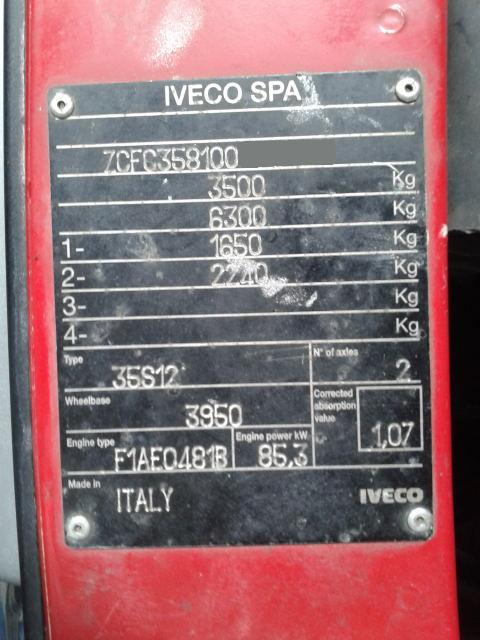 IVECO SPA
ZCFC358100
3500 Kg
6300 Kg
1- 1650 Kg
2- 2240 Kg
3- Kg
4- Kg
Type 35S12 N° of axles 2
Wheelbase 3950
Corrected absorption value 1,07
Engine type F1AE0481B Engine power kW 85,3
Made in ITALY IVECO